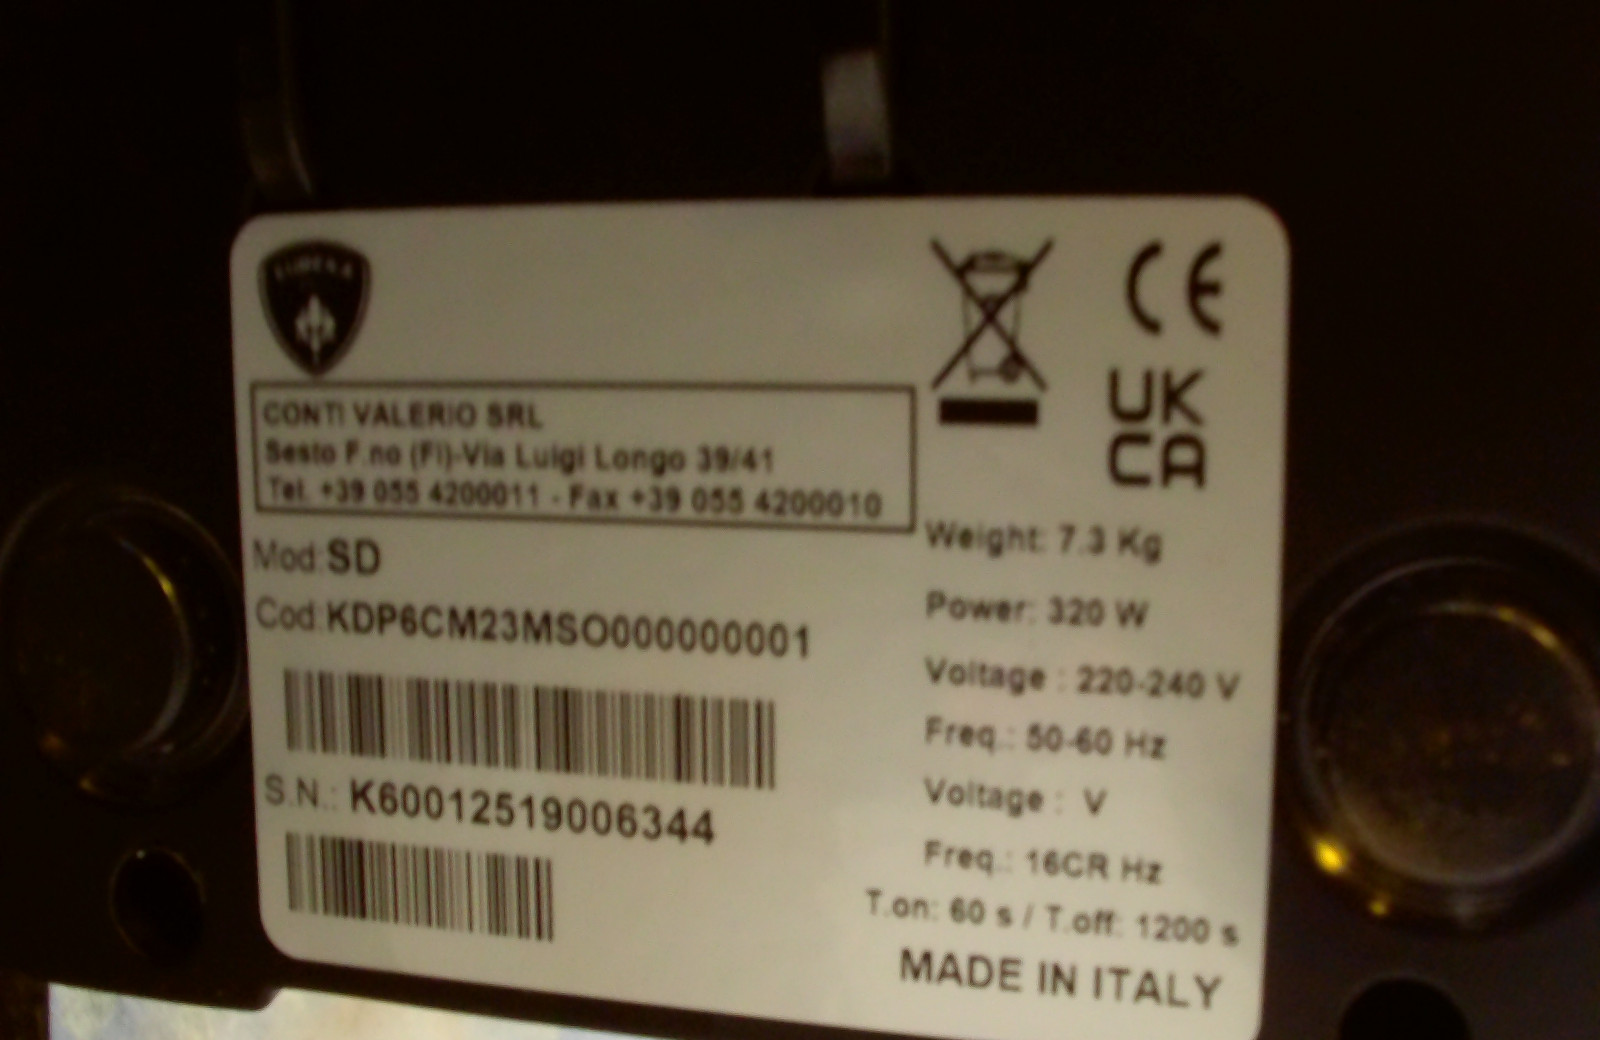 EUREKA
CE
UK
CA
CONTI VALERIO SRL
Sesto F.no (FI)-Via Luigi Longo 39/41
Tel. +39 055 4200011 - Fax +39 055 4200010
Mod: SD
Cod: KDP6CM23MSO000000001
S.N.: K60012519006344
Weight: 7.3 Kg
Power: 320 W
Voltage : 220-240 V
Freq.: 50-60 Hz
Voltage : V
Freq.: 16CR Hz
T.on: 60 s / T.off: 1200 s
MADE IN ITALY